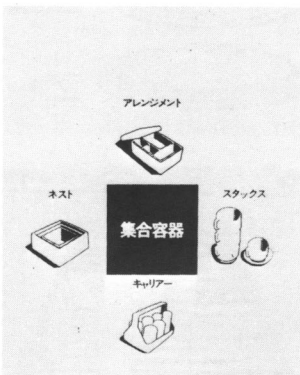 アレンジメント
ネスト
集合容器
スタックス
キャリアー